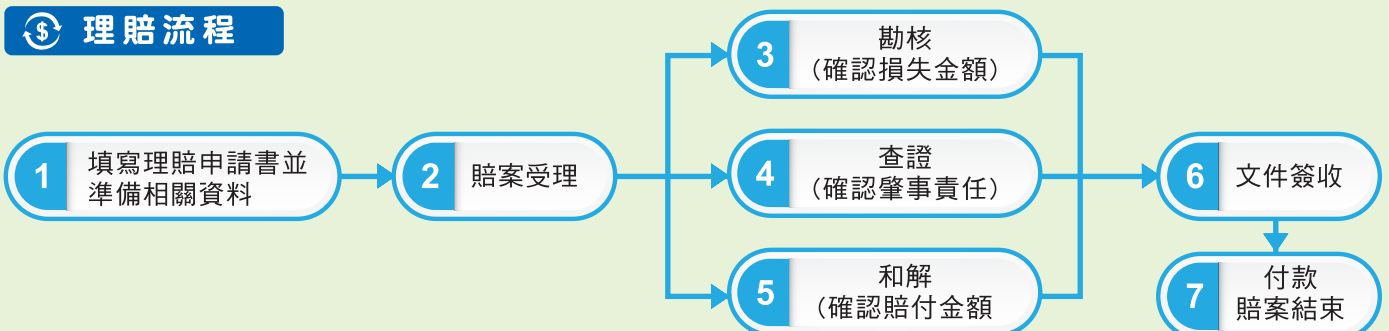 理賠流程
1
填寫理賠申請書並
準備相關資料
2
賠案受理
3
勘核
（確認損失金額）
4
查證
（確認肇事責任）
5
和解
（確認賠付金額
6
文件簽收
7
付款
賠案結束